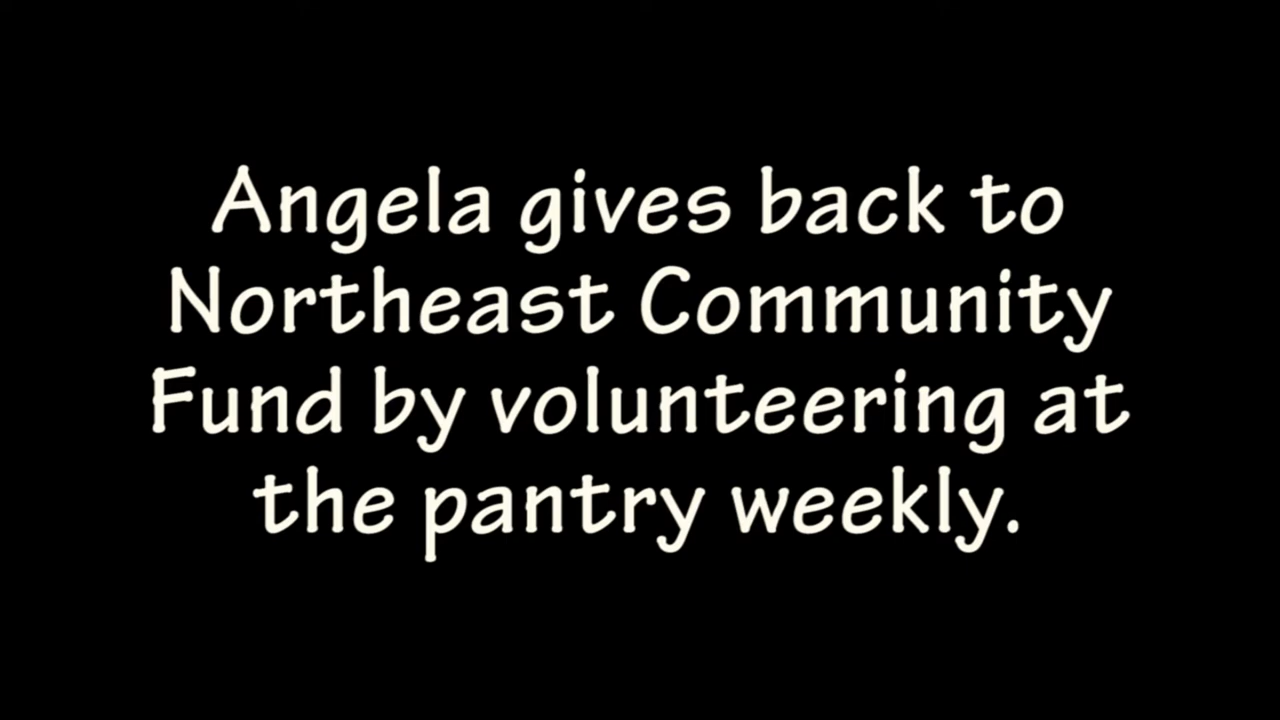 Angela gives back to
Northeast Community
Fund by volunteering at
the pantry weekly.